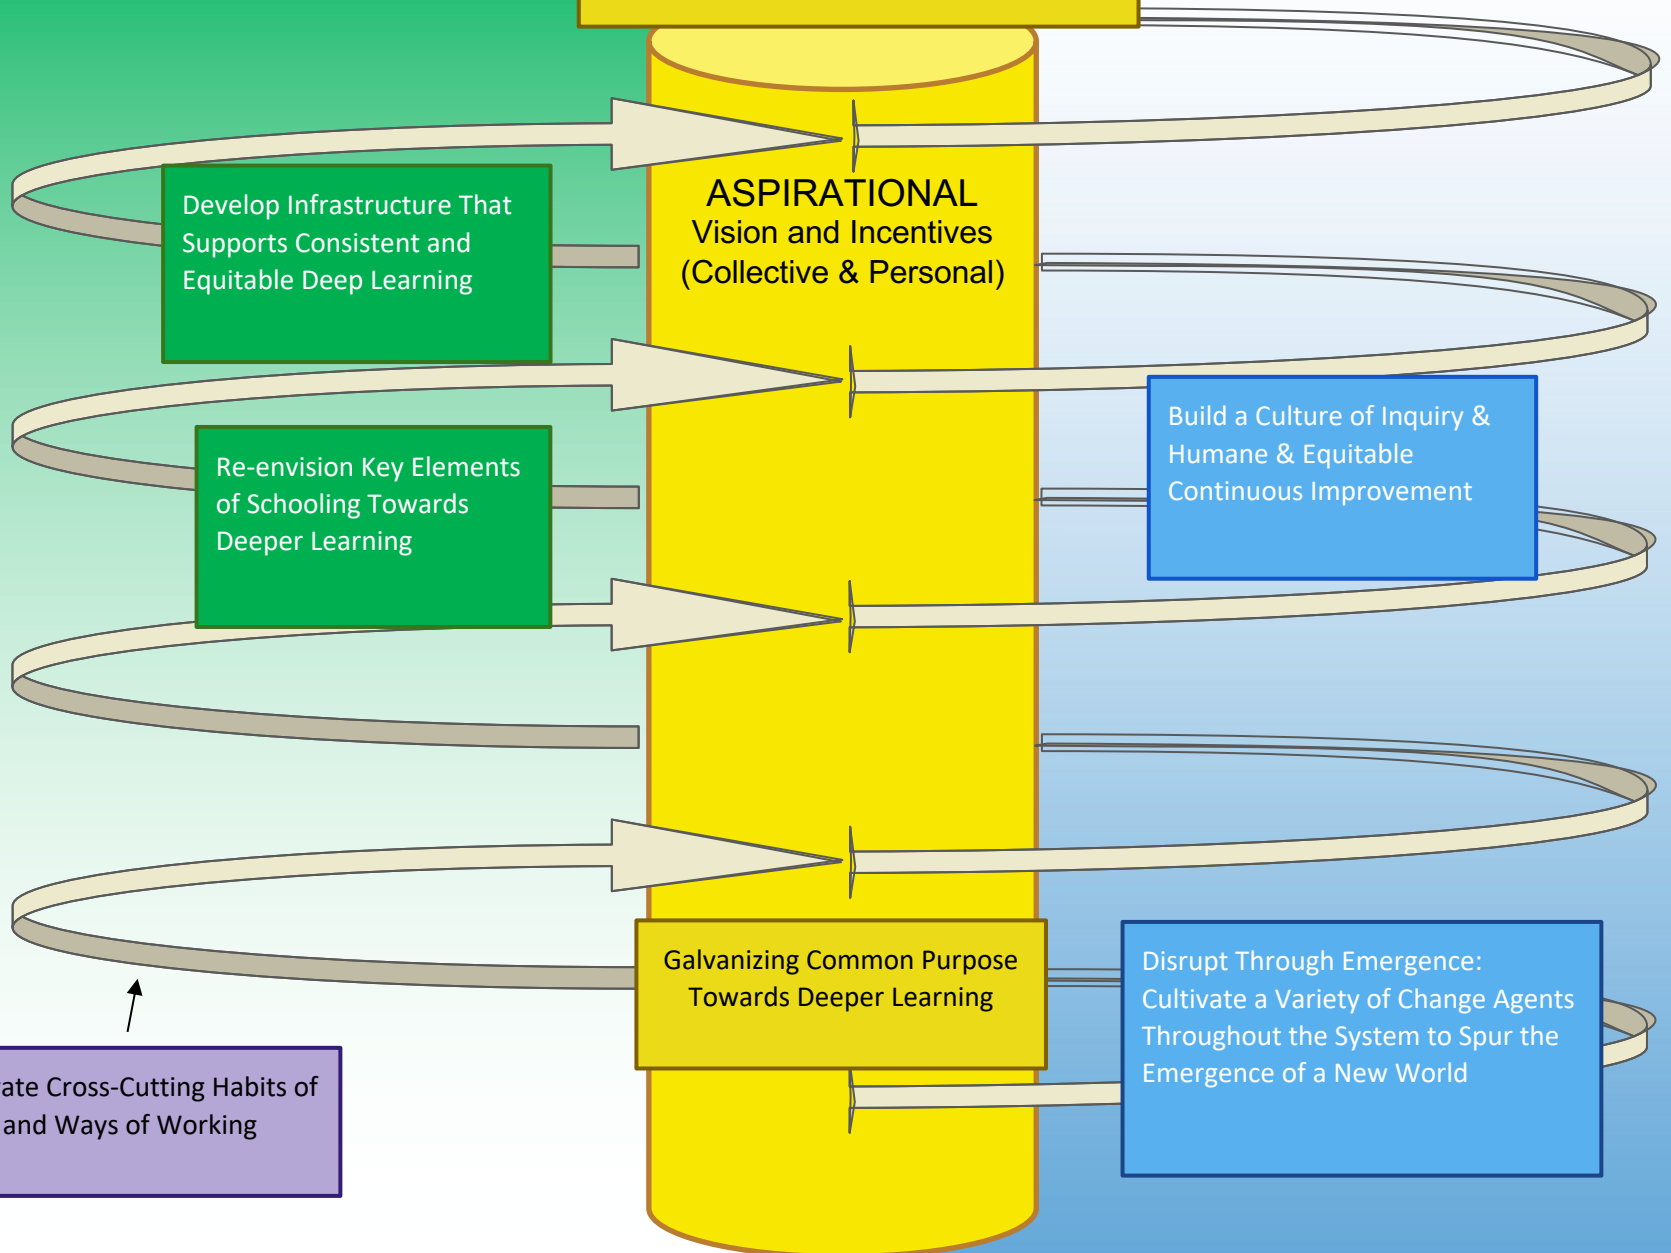 ASPIRATIONAL
Vision and Incentives
(Collective & Personal)
Develop Infrastructure That
Supports Consistent and
Equitable Deep Learning
Build a Culture of Inquiry &
Humane & Equitable
Continuous Improvement
Re-envision Key Elements
of Schooling Towards
Deeper Learning
Galvanizing Common Purpose
Towards Deeper Learning
Disrupt Through Emergence:
Cultivate a Variety of Change Agents
Throughout the System to Spur the
Emergence of a New World
Cross-Cutting Habits of
and Ways of Working